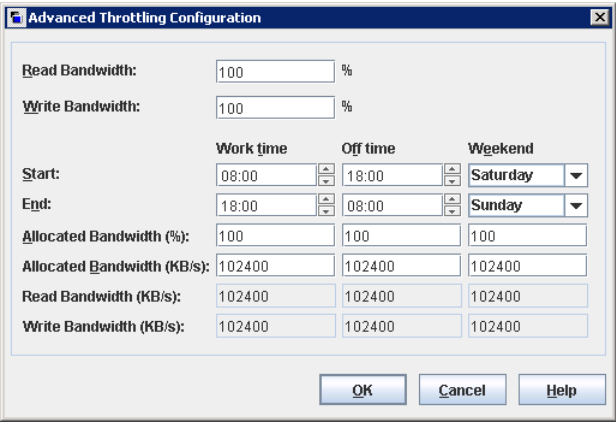 Advanced Throttling Configuration
Read Bandwidth: 100 %
Write Bandwidth: 100 %
Work time Off time Weekend
Start: 08:00 18:00 Saturday
End: 18:00 08:00 Sunday
Allocated Bandwidth (%): 100 100 100
Allocated Bandwidth (KB/s): 102400 102400 102400
Read Bandwidth (KB/s): 102400 102400 102400
Write Bandwidth (KB/s): 102400 102400 102400
OK Cancel Help